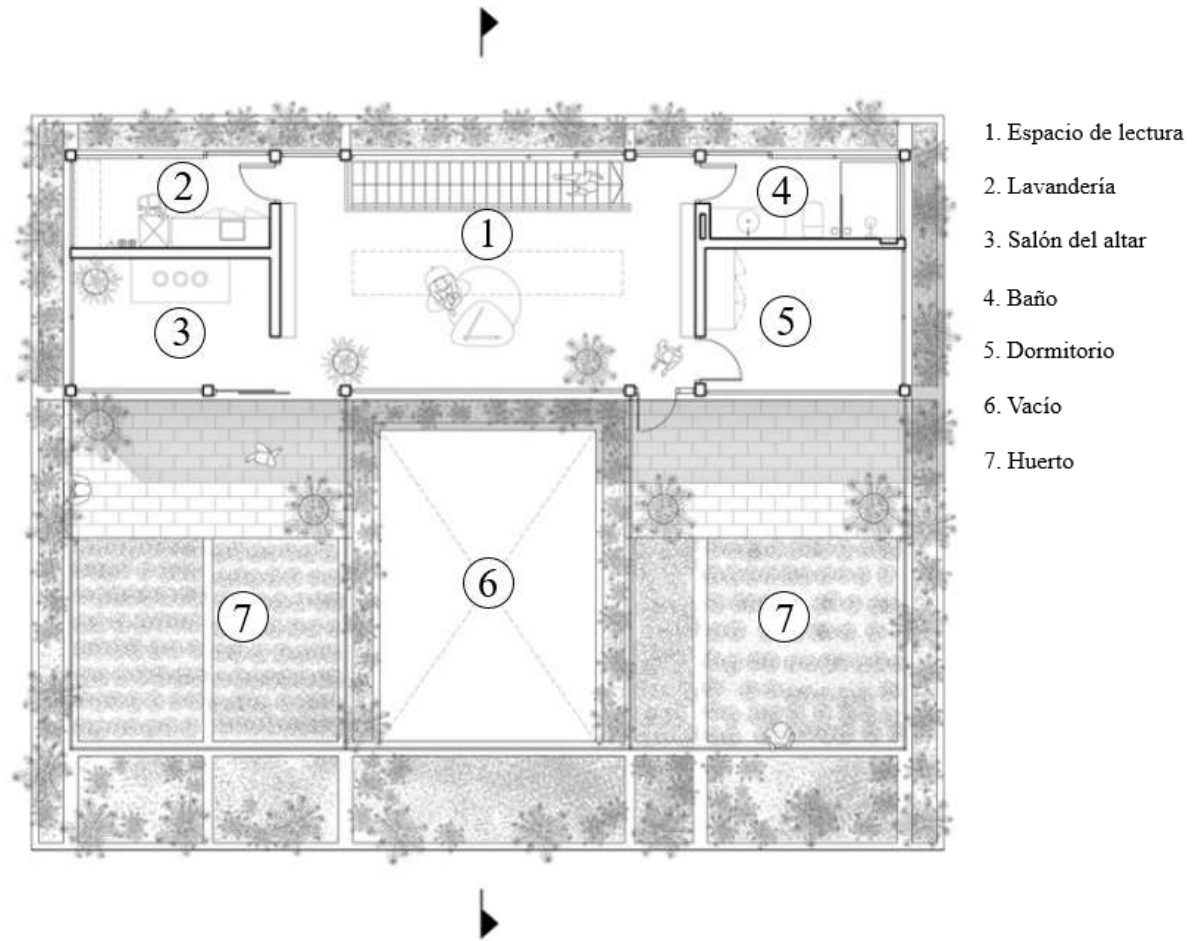 2
4
1
3
5
6
7
7
1. Espacio de lectura
2. Lavandería
3. Salón del altar
4. Baño
5. Dormitorio
6. Vacío
7. Huerto